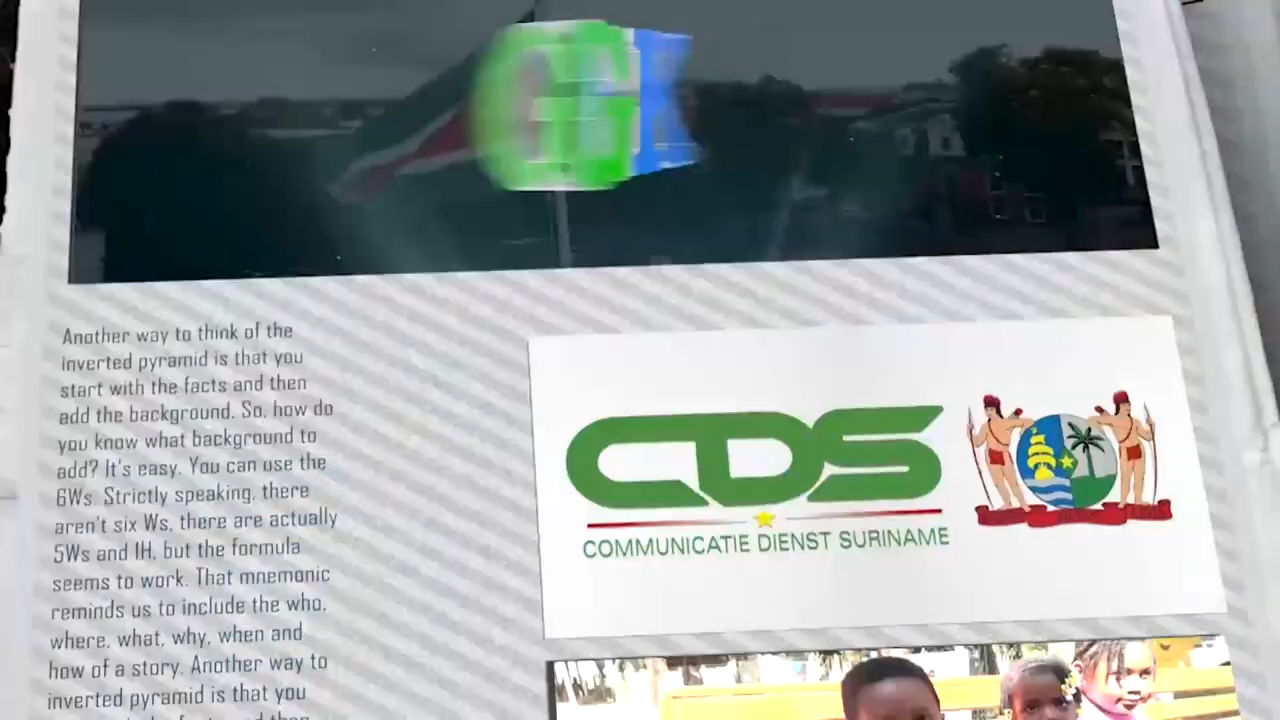 Another way to think of the
inverted pyramid is that you
start with the facts and then
add the background. So, how do
you know what background to
add? It's easy. You can use the
6Ws. Strictly speaking, there
aren't six Ws, there are actually
5Ws and 1H, but the formula
seems to work. That mnemonic
reminds us to include the who,
where, what, why, when and
how of a story. Another way to
inverted pyramid is that you
CDS
COMMUNICATIE DIENST SURINAME